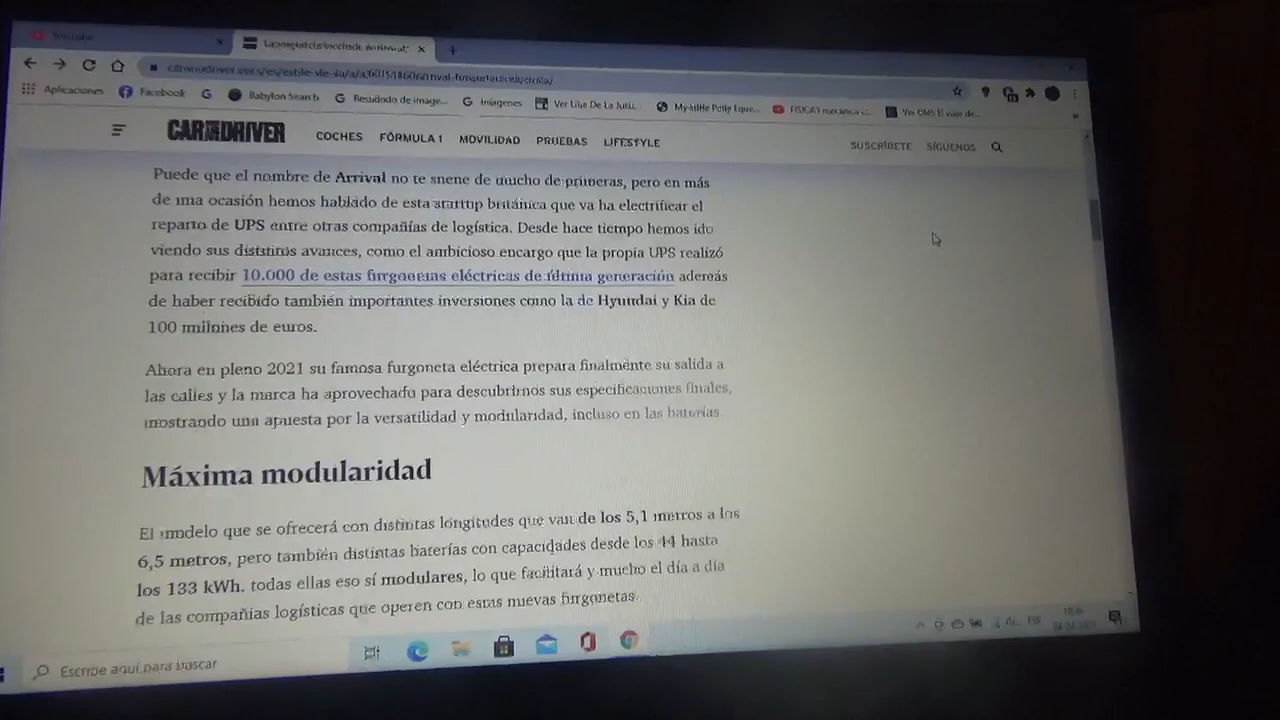 YouTube
Aplicaciones Facebook G Babylon Sean b Resultado de image... Imágenes Ver Lilo De La Ver Olé! El viaje de...
CAR AND DRIVER COCHES FÓRMULA 1 MOVILIDAD PRUEBAS LIFESTYLE SUSCRÍBETE SÍGUENOS
Puede que el nombre de Arrival no te suene de mucho de primeras, pero en más
de una ocasión hemos hablado de esta startup británica que va ha electrificar el
reparto de UPS entre otras compañías de logística. Desde hace tiempo hemos ido
viendo sus distintos avances, como el ambicioso encargo que la propia UPS realizó
para recibir 10.000 de estas furgonetas eléctricas de última generación además
de haber recibido también importantes inversiones como la de Hyundai y Kia de
100 millones de euros.
Ahora en pleno 2021 su famosa furgoneta eléctrica prepara finalmente su salida a
las calles y la marca ha aprovechado para descubrirnos sus especificaciones finales,
mostrando una apuesta por la versatilidad y modularidad, incluso en las baterías.
Máxima modularidad
El modelo que se ofrecerá con distintas longitudes que van de los 5,1 metros a los
6,5 metros, pero también distintas baterías con capacidades desde los 44 hasta
los 133 kWh. todas ellas eso sí modulares, lo que facilitará y mucho el día a día
de las compañías logísticas que operen con estas nuevas furgonetas.
Escribe aquí para buscar